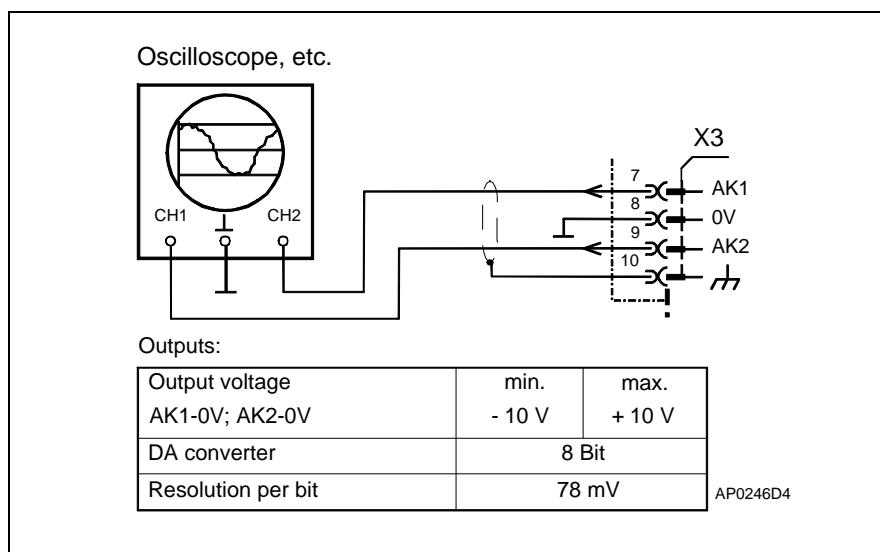 Oscilloscope, etc.
X3
7 AK1
CH1 CH2 8 0V
9 AK2
10
Outputs:
Output voltage min. max.
AK1-0V; AK2-0V - 10 V + 10 V
DA converter 8 Bit
Resolution per bit 78 mV
AP0246D4